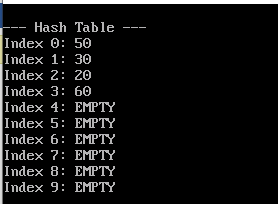 --- Hash Table ---
Index 0: 50
Index 1: 30
Index 2: 20
Index 3: 60
Index 4: EMPTY
Index 5: EMPTY
Index 6: EMPTY
Index 7: EMPTY
Index 8: EMPTY
Index 9: EMPTY